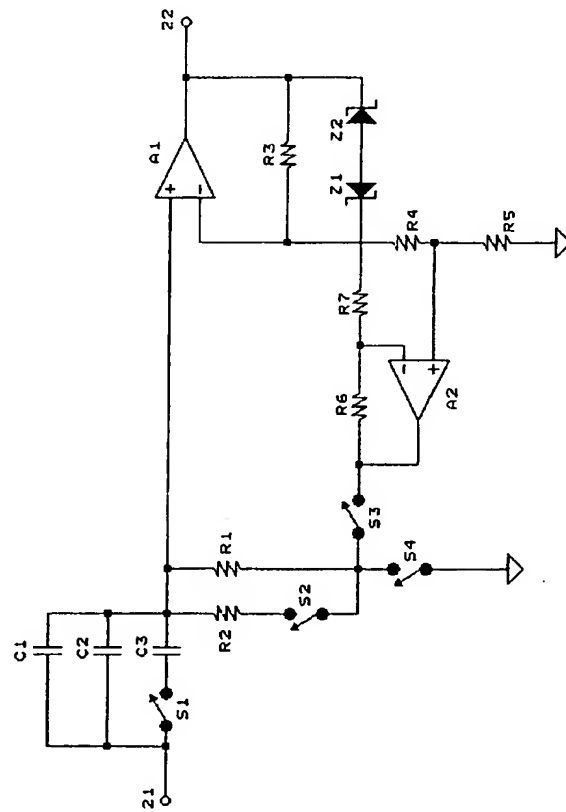 22
A1
R3
Z2
Z1
+
-
R4
R5
R7
R6
-
+
A2
S3
S4
R1
R2
S2
C1
C2
C3
S1
21